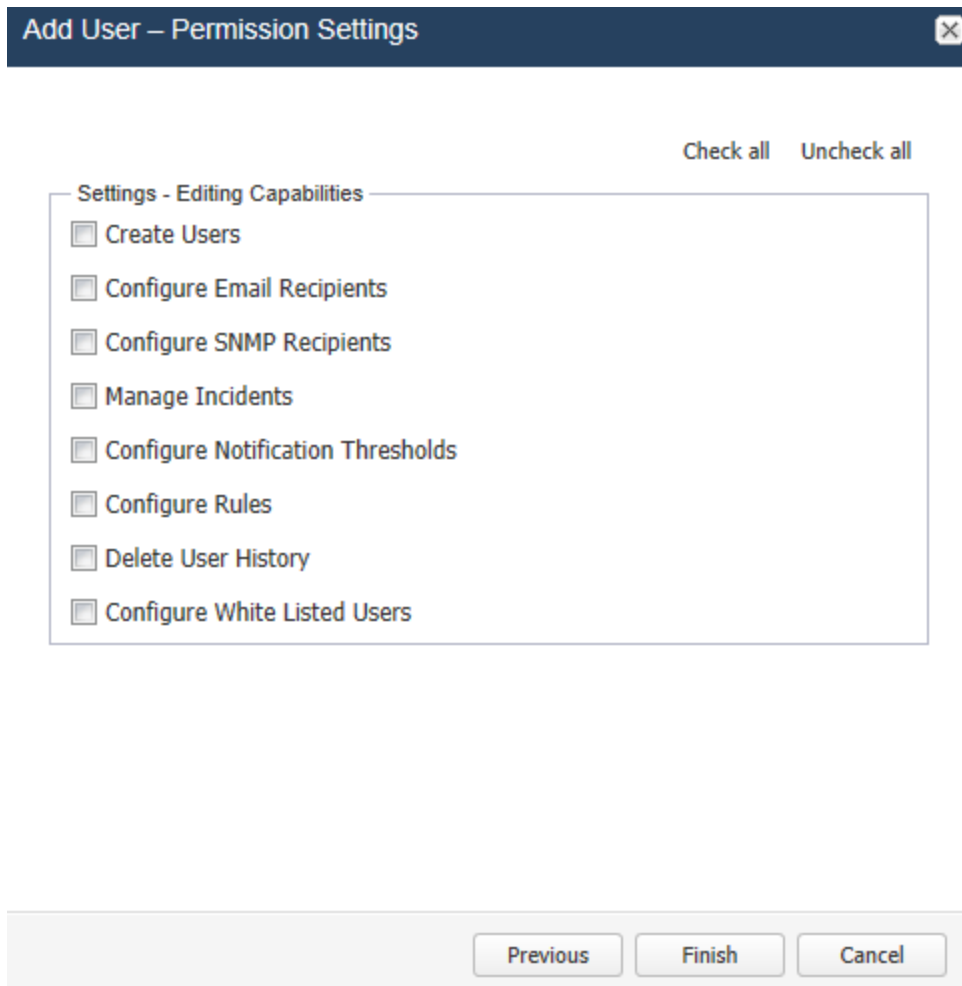 Add User – Permission Settings
Check all Uncheck all
Settings - Editing Capabilities
Create Users
Configure Email Recipients
Configure SNMP Recipients
Manage Incidents
Configure Notification Thresholds
Configure Rules
Delete User History
Configure White Listed Users
Previous Finish Cancel